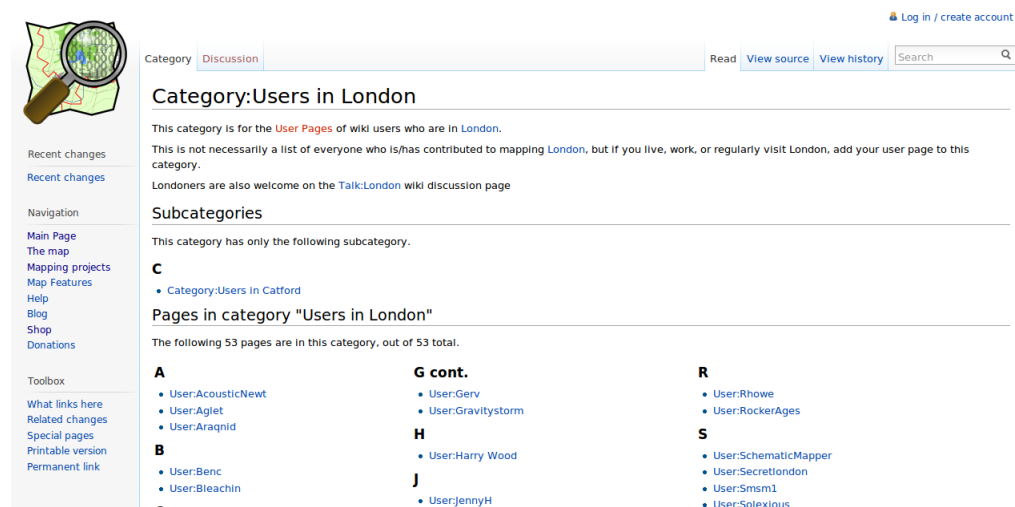 Log in / create account
Category Discussion Read View source View history Search
Category:Users in London
This category is for the User Pages of wiki users who are in London.
This is not necessarily a list of everyone who is/has contributed to mapping London, but if you live, work, or regularly visit London, add your user page to this
category.
Londoners are also welcome on the Talk:London wiki discussion page
Subcategories
This category has only the following subcategory.
C
Category:Users in Catford
Pages in category "Users in London"
The following 53 pages are in this category, out of 53 total.
A
User:AcousticNewt
User:Aglet
User:Araqnid
B
User:Benc
User:Bleachin
G cont.
User:Gerv
User:Gravitystorm
H
User:Harry Wood
J
User:JennyH
R
User:Rhowe
User:RockerAges
S
User:SchematicMapper
User:Secretlondon
User:Smsm1
User:Solexious
Recent changes
Recent changes
Navigation
Main Page
The map
Mapping projects
Map Features
Help
Blog
Shop
Donations
Toolbox
What links here
Related changes
Special pages
Printable version
Permanent link